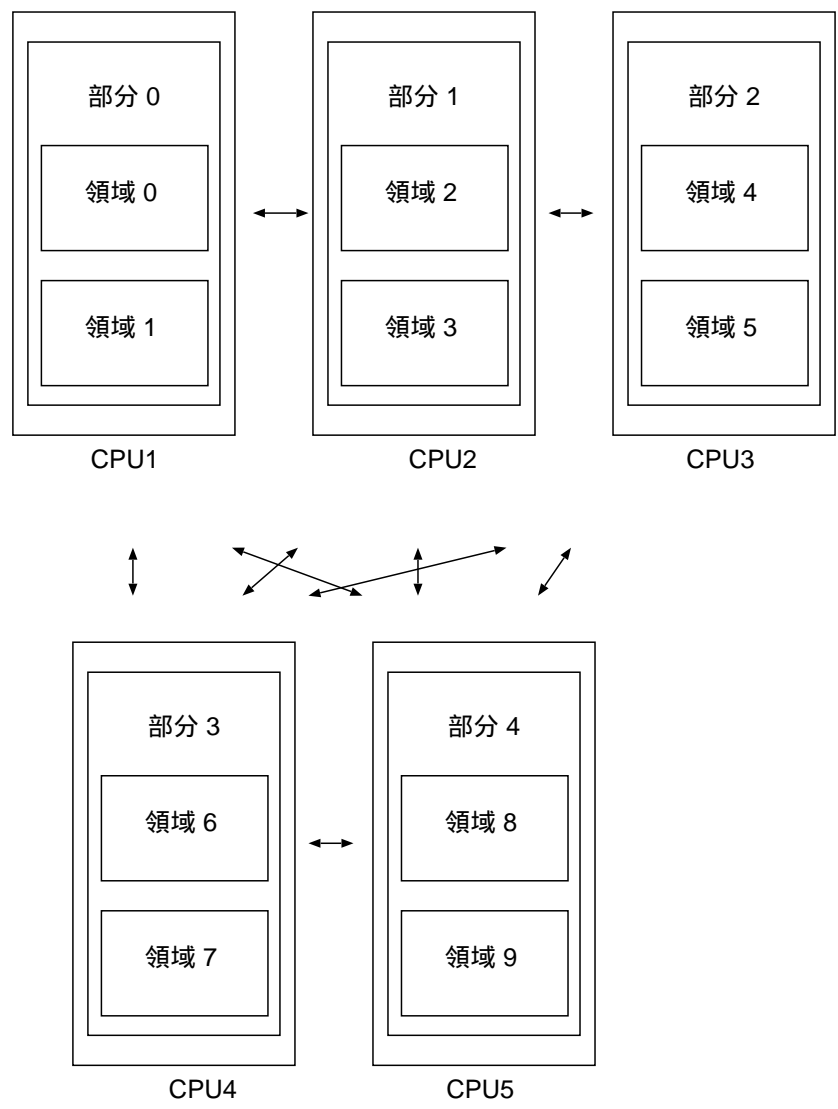 部分 0
部分 1
部分 2
領域 0
領域 2
領域 4
領域 1
領域 3
領域 5
CPU1
CPU2
CPU3
部分 3
部分 4
領域 6
領域 8
領域 7
領域 9
CPU4
CPU5